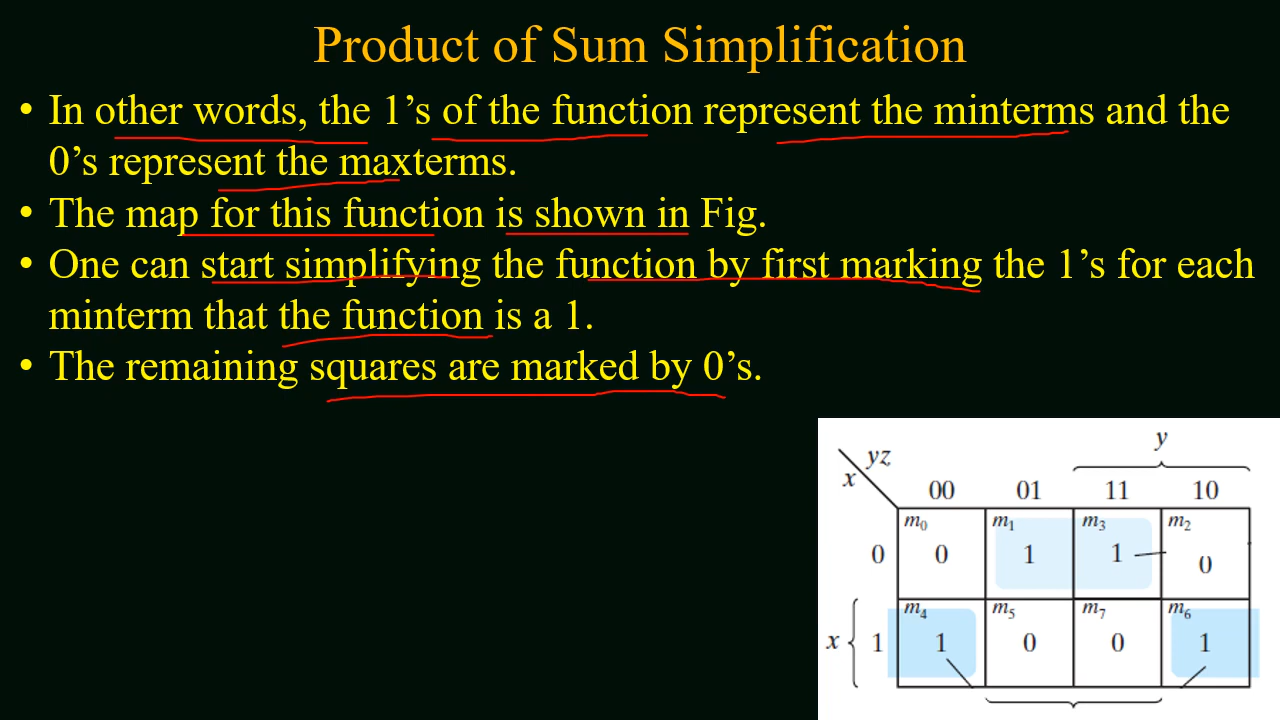 Product of Sum Simplification
• In other words, the 1’s of the function represent the minterms and the
0’s represent the maxterms.
• The map for this function is shown in Fig.
• One can start simplifying the function by first marking the 1’s for each
minterm that the function is a 1.
• The remaining squares are marked by 0’s.
y
yz
x
00 01 11 10
m0 m1 m3 m2
0 0 1 1 0
m4 m5 m7 m6
x 1 1 0 0 1